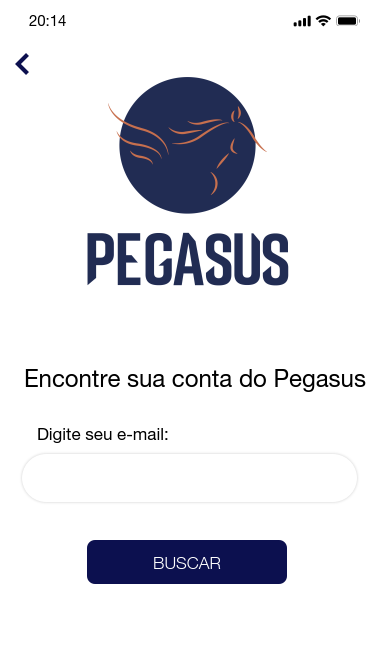 20:14
PEGASUS
Encontre sua conta do Pegasus
Digite seu e-mail:
BUSCAR